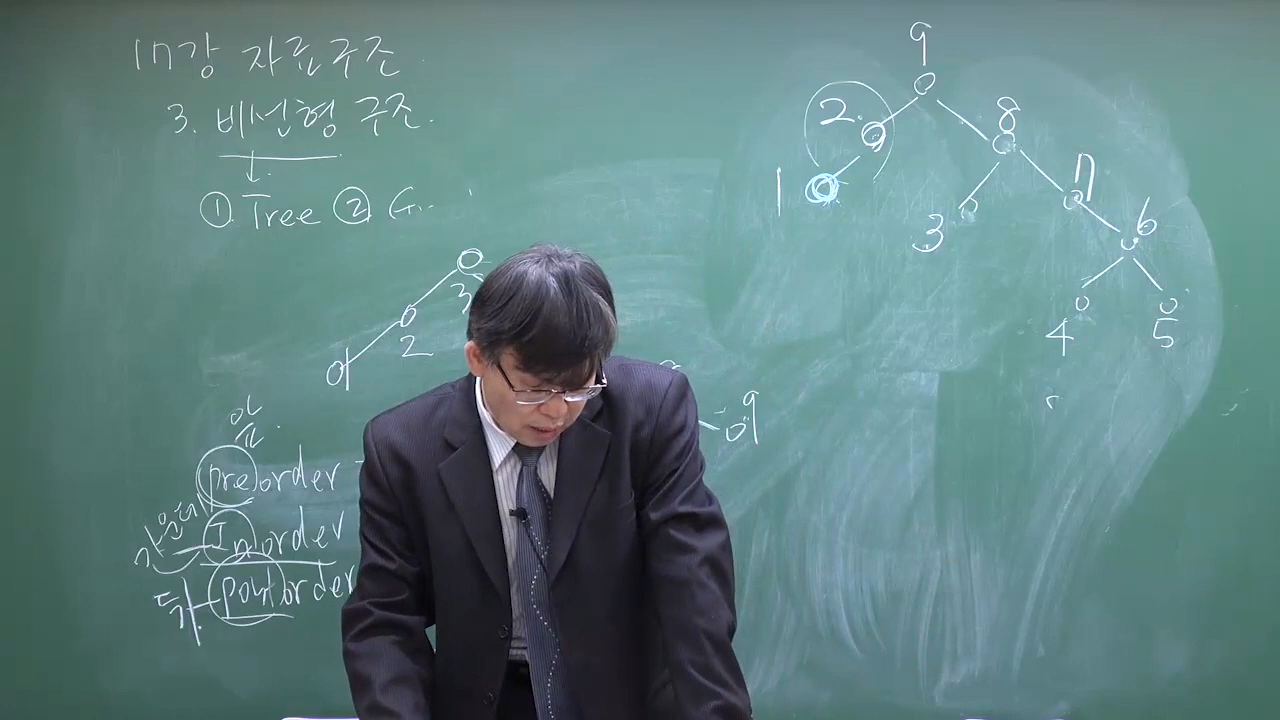 17강 자료구조.
3. 비선형 구조.
① Tree ② G...
9
2.
8
1
7
3
6
4
5
3
2
1
9
앞.
preorder -
가운데
Inorder
뒤
postorder